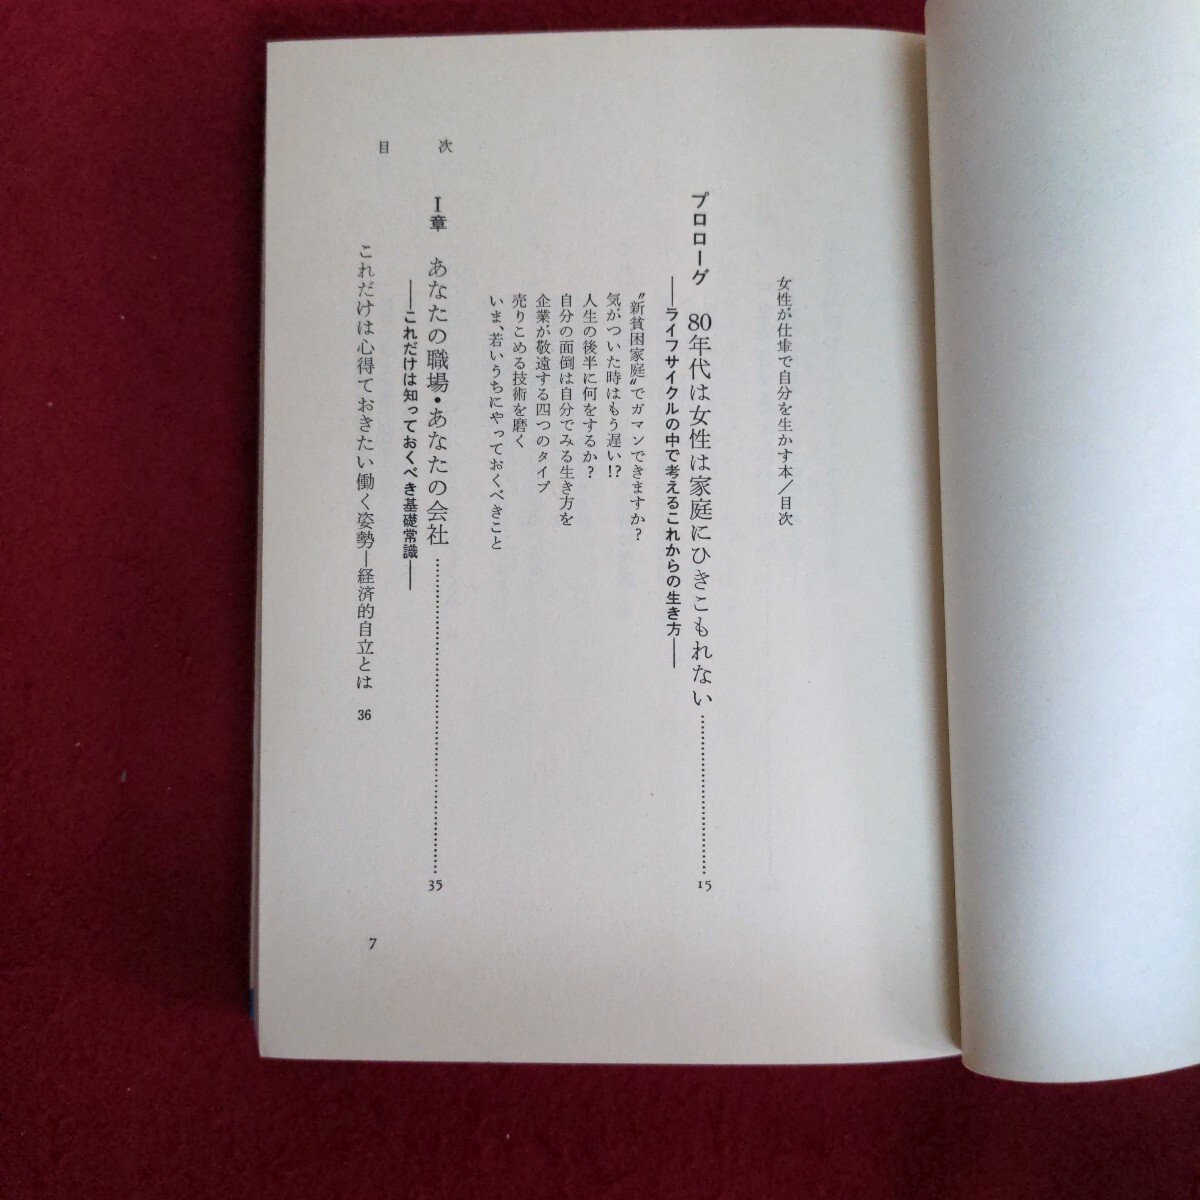 女性が仕事で自分を生かす本／目次
プロローグ 80年代は女性は家庭にひきこもれない……………………15
——ライフサイクルの中で考えるこれからの生き方——
〝新貧困家庭〟でガマンできますか？
気がついた時はもう遅い!?
人生の後半に何をするか？
自分の面倒は自分でみる生き方を
企業が敬遠する四つのタイプ
売りこめる技術を磨く
いま、若いうちにやっておくべきこと
Ⅰ章 あなたの職場・あなたの会社……………………35
——これだけは知っておくべき基礎常識——
これだけは心得ておきたい働く姿勢—経済的自立とは 36
目 次
7